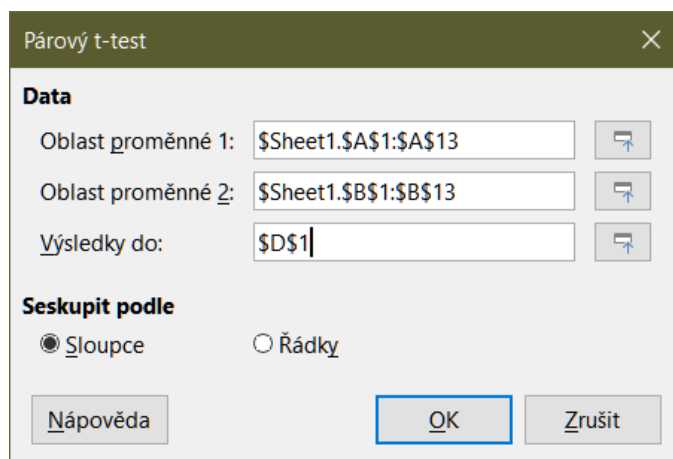 Párový t-test
Data
Oblast proměnné 1: $Sheet1.$A$1:$A$13
Oblast proměnné 2: $Sheet1.$B$1:$B$13
Výsledky do: $D$1
Seskupit podle
Sloupce Řádky
Nápověda OK Zrušit